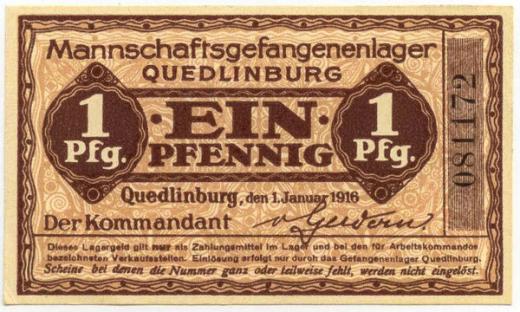 Mannschaftsgefangenenlager
QUEDLINBURG
1 Pfg.
·EIN·
PFENNIG
1 Pfg.
081172
Quedlinburg, den 1. Januar 1916
Der Kommandant
Dieses Lagergeld gilt nur als Zahlungsmittel im Lager und bei den für Arbeitskommandos
bezeichneten Verkaufsstellen. Einlösung erfolgt nur durch das Gefangenenlager Quedlinburg.
Scheine bei denen die Nummer ganz oder teilweise fehlt, werden nicht eingelöst.